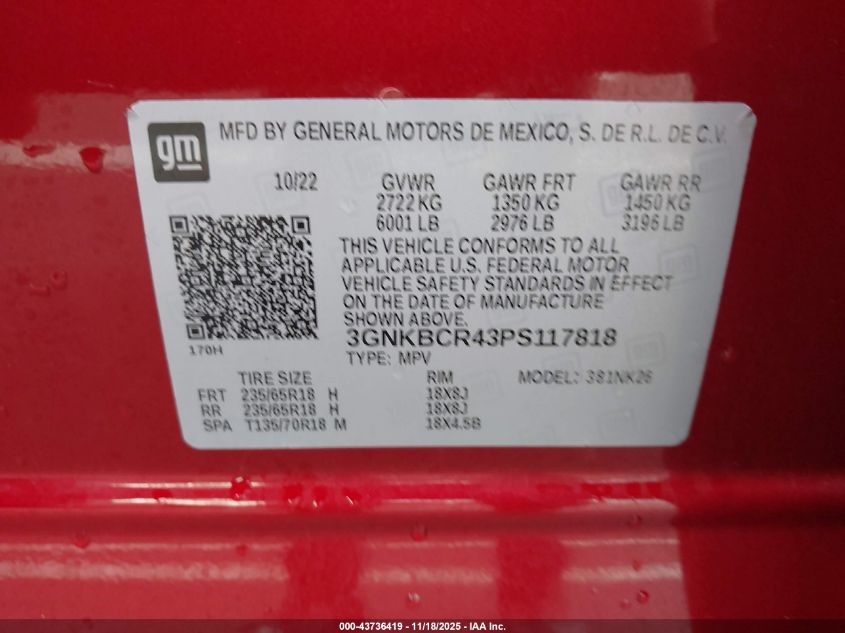 gm
MFD BY GENERAL MOTORS DE MEXICO, S. DE R.L. DE C.V.
10/22 GVWR GAWR FRT GAWR RR
2722 KG 1350 KG 1450 KG
6001 LB 2976 LB 3196 LB
THIS VEHICLE CONFORMS TO ALL
APPLICABLE U.S. FEDERAL MOTOR
VEHICLE SAFETY STANDARDS IN EFFECT
ON THE DATE OF MANUFACTURE
SHOWN ABOVE.
3GNKBCR43PS117818
170H
TYPE: MPV
TIRE SIZE RIM MODEL: 381NK26
FRT 235/65R18 H 18X8J
RR 235/65R18 H 18X8J
SPA T135/70R18 M 18X4.5B
000-43736419 - 11/18/2025 - IAA Inc.